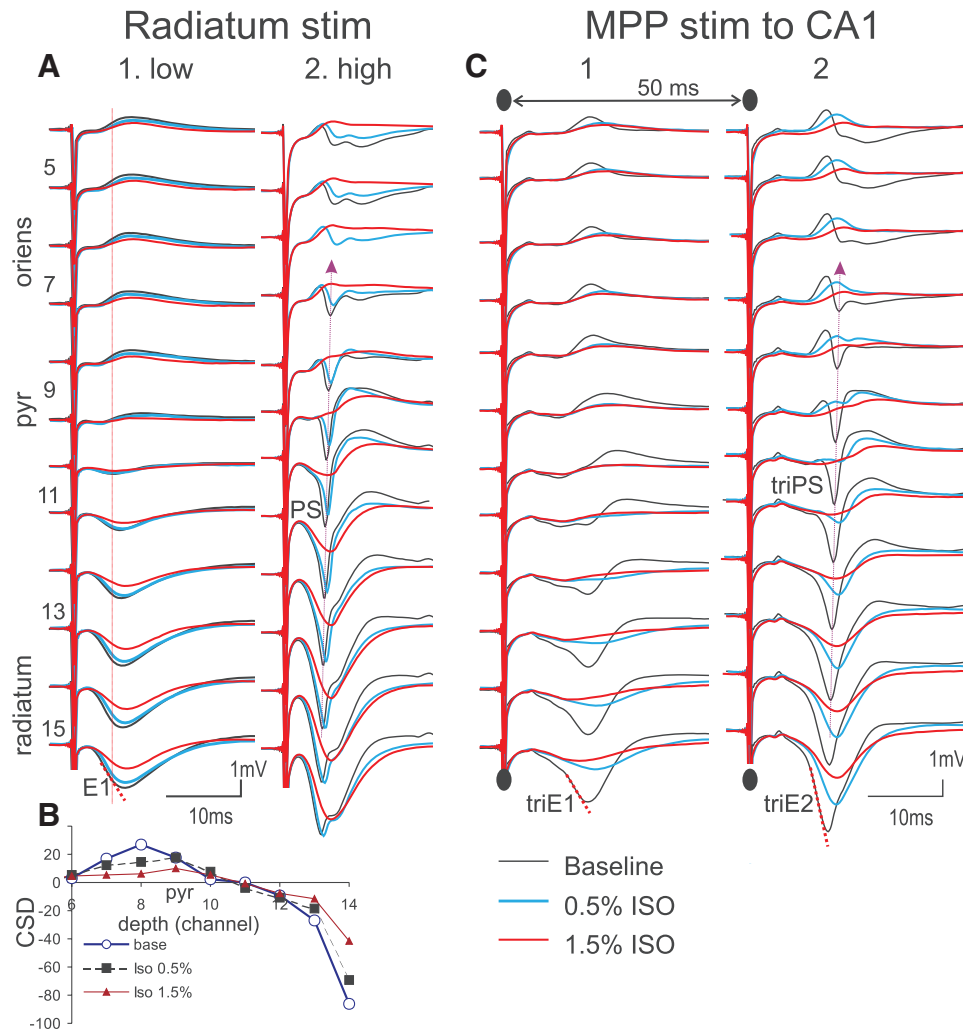 Radiatum stim
MPP stim to CA1
A
1. low
2. high
C
1
2
50 ms
5
oriens
7
9
pyr
11
PS
triPS
13
radiatum
15
E1
1mV
10ms
triE1
triE2
1mV
10ms
B
20
0
-20
-40
-60
-80
-100
CSD
6
8
10
12
14
pyr
depth (channel)
base
Iso 0.5%
Iso 1.5%
Baseline
0.5% ISO
1.5% ISO